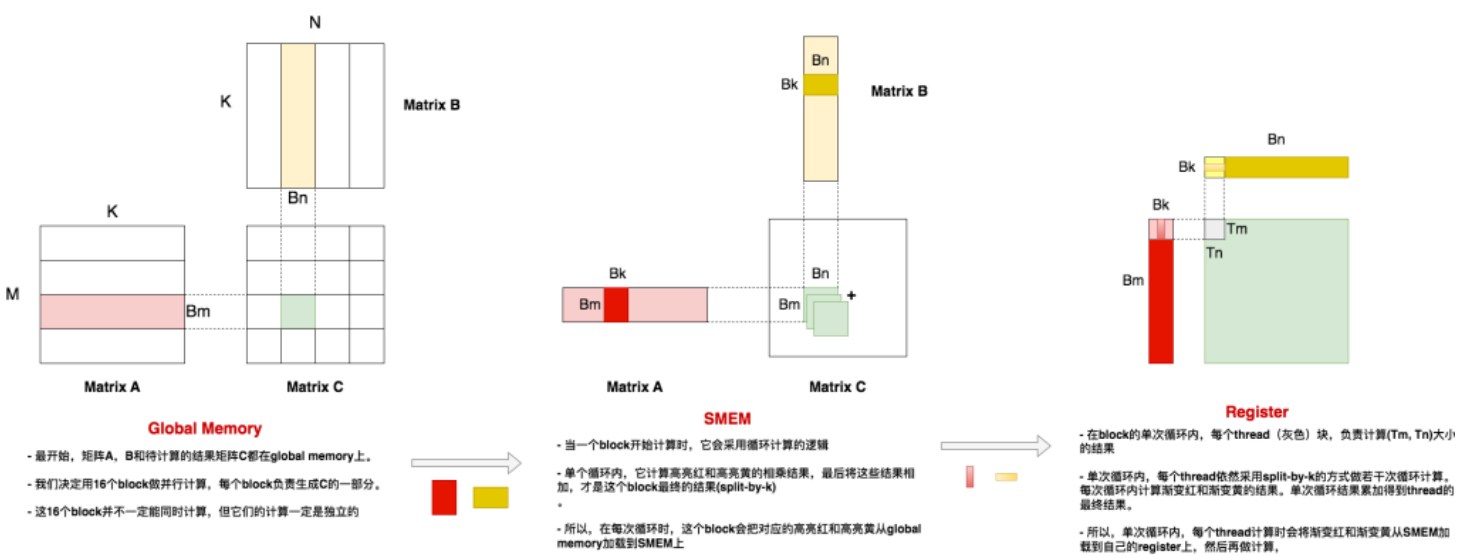 N
K
Matrix B
Bn
K
M
Bm
Matrix A
Matrix C
Global Memory
- 最开始，矩阵A，B和待计算的结果矩阵C都在global memory上。
- 我们决定用16个block做并行计算，每个block负责生成C的一部分。
- 这16个block并不一定能同时计算，但它们的计算一定是独立的
Bn
Bk
Matrix B
Bk
Bn
Bm
Bm
+
Matrix A
Matrix C
SMEM
- 当一个block开始计算时，它会采用循环计算的逻辑
- 单个循环内，它计算高亮红和高亮黄的相乘结果，最后将这些结果相
加，才是这个block最终的结果(split-by-k)
。
- 所以，在每次循环时，这个block会把对应的高亮红和高亮黄从global
memory加载到SMEM上
Bn
Bk
Bk
Tm
Tn
Bm
Register
- 在block的单次循环内，每个thread（灰色）块，负责计算(Tm, Tn)大小
的结果
- 单次循环内，每个thread依然采用split-by-k的方式做若干次循环计算。
每次循环内计算渐变红和渐变黄的结果。单次循环结果累加得到thread的
最终结果。
- 所以，单次循环内，每个thread计算时会将渐变红和渐变黄从SMEM加
载到自己的register上，然后再做计算，